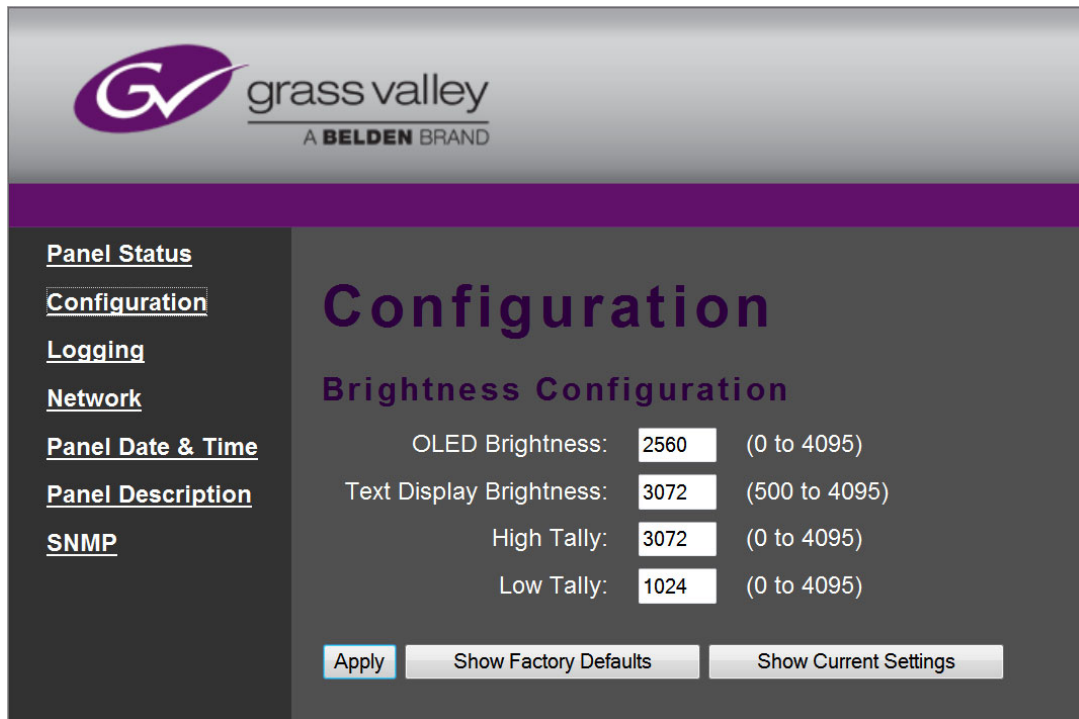 GV grass valley
A BELDEN BRAND
Panel Status
Configuration
Logging
Network
Panel Date & Time
Panel Description
SNMP
Configuration
Brightness Configuration
OLED Brightness: 2560 (0 to 4095)
Text Display Brightness: 3072 (500 to 4095)
High Tally: 3072 (0 to 4095)
Low Tally: 1024 (0 to 4095)
Apply Show Factory Defaults Show Current Settings